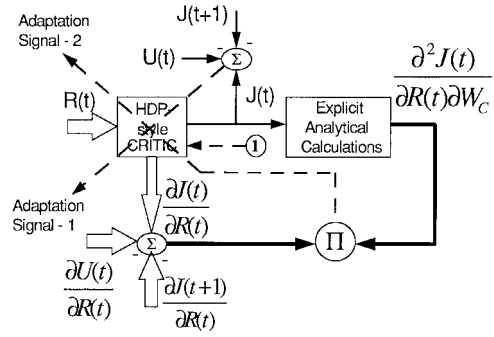 Adaptation
Signal - 2
J(t+1)
U(t)
Σ
J(t)
R(t)
HDP
style
CRITIC
1
Explicit
Analytical
Calculations
∂²J(t)
∂R(t)∂W_C
Adaptation
Signal - 1
∂J(t)
∂R(t)
Σ
Π
∂U(t)
∂R(t)
∂J(t+1)
∂R(t)